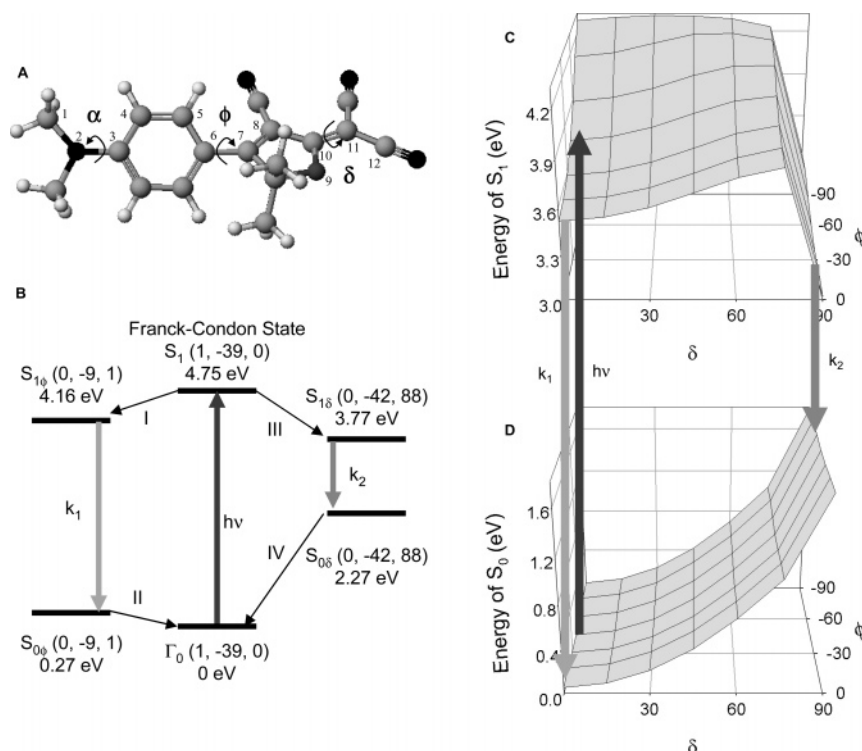 A
α
ϕ
δ
1
2
3
4
5
6
7
8
9
10
11
12
B
Franck-Condon State
S1 (1, -39, 0)
4.75 eV
S1ϕ (0, -9, 1)
4.16 eV
S1δ (0, -42, 88)
3.77 eV
I
III
k1
hν
k2
II
IV
S0ϕ (0, -9, 1)
0.27 eV
Γ0 (1, -39, 0)
0 eV
S0δ (0, -42, 88)
2.27 eV
C
Energy of S1 (eV)
4.2
3.9
3.6
3.3
3.0
30
60
90
δ
-90
-60
-30
0
ϕ
k1
hν
k2
D
Energy of S0 (eV)
1.6
1.2
0.8
0.4
0.0
30
60
90
δ
-90
-60
-30
0
ϕ